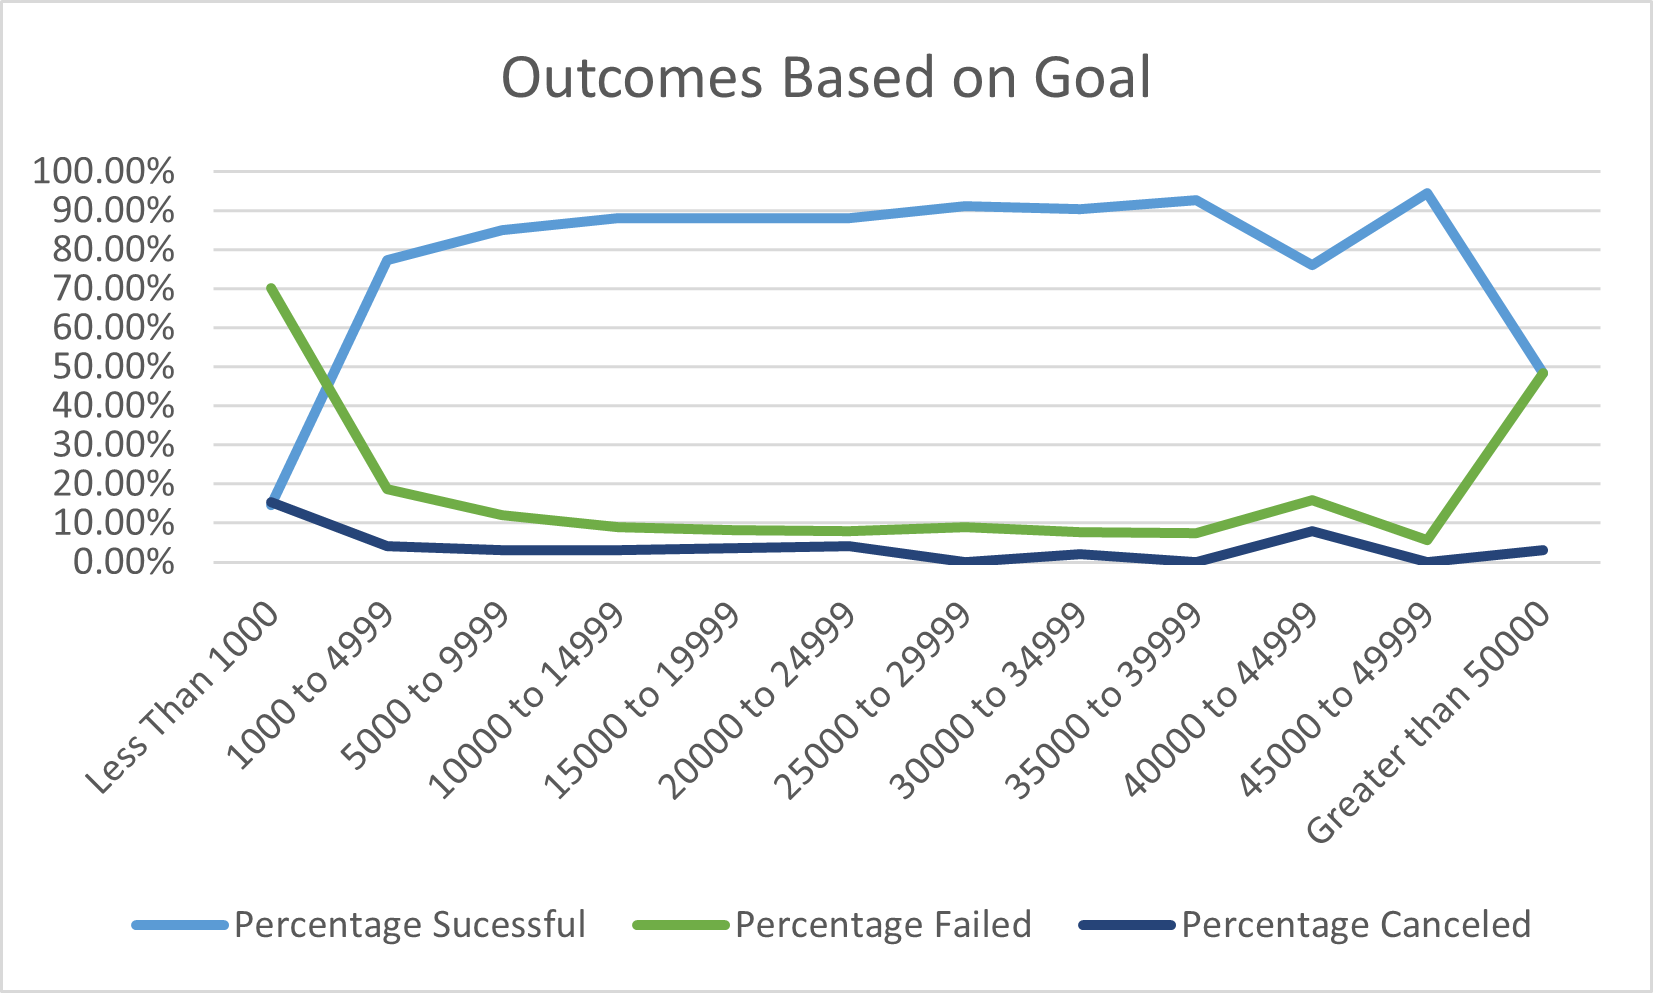 Outcomes Based on Goal
100.00%
90.00%
80.00%
70.00%
60.00%
50.00%
40.00%
30.00%
20.00%
10.00%
0.00%
Less Than 1000
1000 to 4999
5000 to 9999
10000 to 14999
15000 to 19999
20000 to 24999
25000 to 29999
30000 to 34999
35000 to 39999
40000 to 44999
45000 to 49999
Greater than 50000
Percentage Sucessful
Percentage Failed
Percentage Canceled